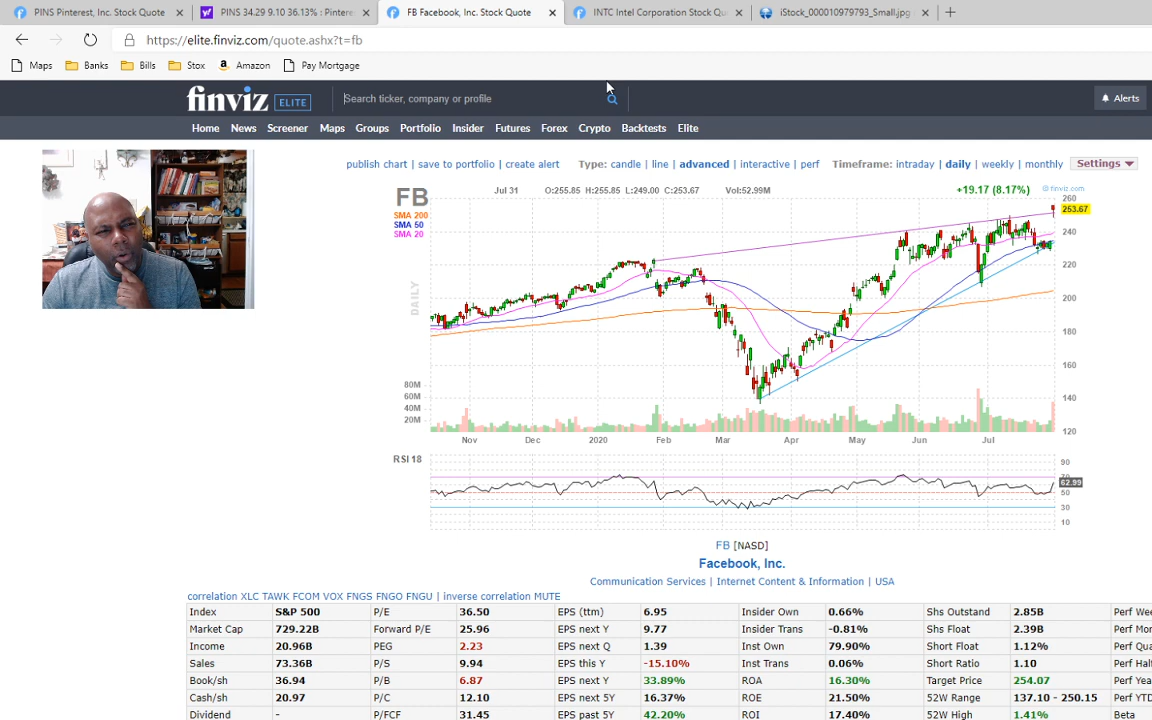 PINS Pinterest, Inc. Stock Quote
PINS 34.29 9.10 36.13% : Pintere
FB Facebook, Inc. Stock Quote
INTC Intel Corporation Stock Qu
iStock_000010979793_Small.jpg
https://elite.finviz.com/quote.ashx?t=fb
Maps Banks Bills Stox Amazon Pay Mortgage
finviz ELITE Search ticker, company or profile Alerts
Home News Screener Maps Groups Portfolio Insider Futures Forex Crypto Backtests Elite
publish chart | save to portfolio | create alert Type: candle | line | advanced | interactive | perf Timeframe: intraday | daily | weekly | monthly Settings
FB Jul 31 O:255.85 H:255.85 L:249.00 C:253.67 Vol:52.99M +19.17 (8.17%) © finviz.com
SMA 200
SMA 50
SMA 20
DAILY
260
253.67
240
220
200
180
160
140
120
80M
60M
40M
20M
Nov Dec 2020 Feb Mar Apr May Jun Jul
RSI 18
90
62.99
50
30
10
FB [NASD]
Facebook, Inc.
Communication Services | Internet Content & Information | USA
correlation XLC TAWK FCOM VOX FNGS FNGO FNGU | inverse correlation MUTE
Index S&P 500 P/E 36.50 EPS (ttm) 6.95 Insider Own 0.66% Shs Outstand 2.85B Perf Wee
Market Cap 729.22B Forward P/E 25.96 EPS next Y 9.77 Insider Trans -0.81% Shs Float 2.39B Perf Mon
Income 20.96B PEG 2.23 EPS next Q 1.39 Inst Own 79.90% Short Float 1.12% Perf Qua
Sales 73.36B P/S 9.94 EPS this Y -15.10% Inst Trans 0.06% Short Ratio 1.10 Perf Half
Book/sh 36.94 P/B 6.87 EPS next Y 33.89% ROA 16.30% Target Price 254.07 Perf Year
Cash/sh 20.97 P/C 12.10 EPS next 5Y 16.37% ROE 21.50% 52W Range 137.10 - 250.15 Perf YTD
Dividend - P/FCF 31.45 EPS past 5Y 42.20% ROI 17.40% 52W High 1.41% Beta